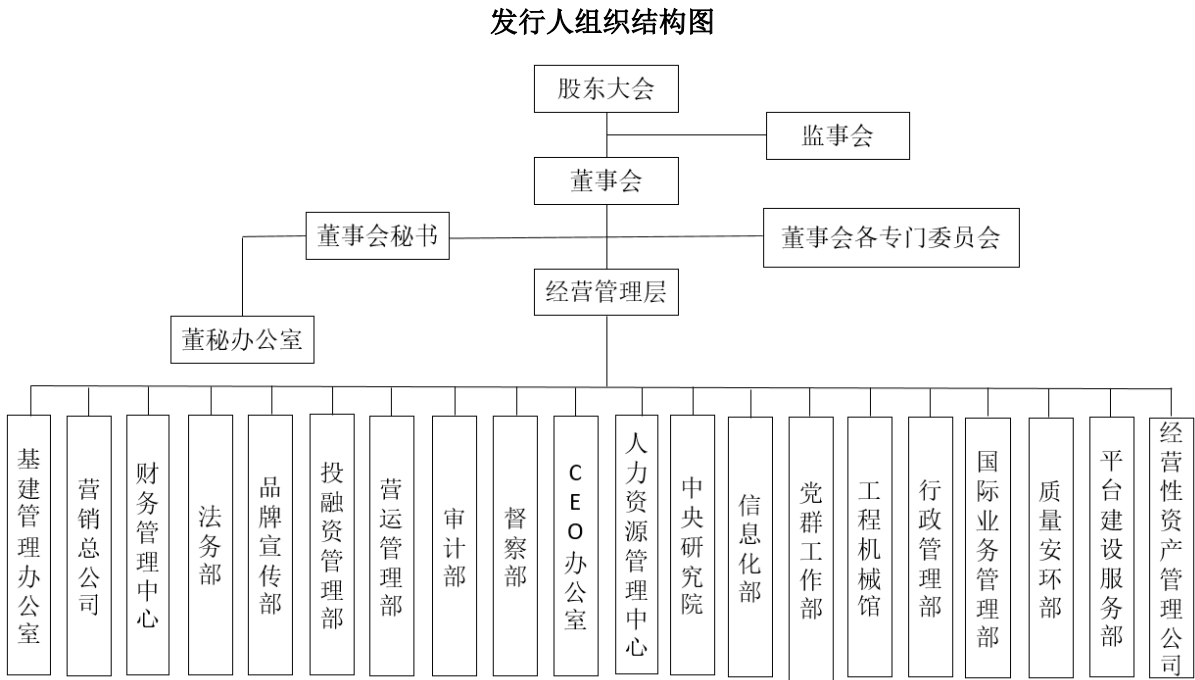 发行人组织结构图
股东大会
监事会
董事会
董事会秘书
董事会各专门委员会
经营管理层
董秘办公室
基建管理办公室
营销总公司
财务管理中心
法务部
品牌宣传部
投融资管理部
营运管理部
审计部
督察部
CEO办公室
人力资源管理中心
中央研究院
信息化部
党群工作部
工程机械馆
行政管理部
国际业务管理部
质量安环部
平台建设服务部
经营性资产管理公司